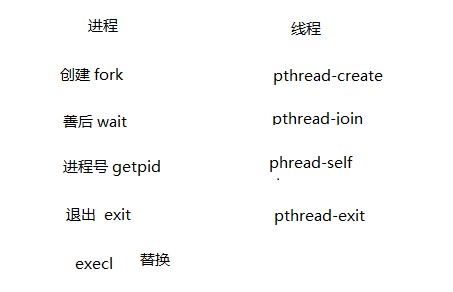 进程 线程
创建 fork pthread-create
善后 wait pthread-join
进程号 getpid phread-self
退出 exit pthread-exit
execl 替换